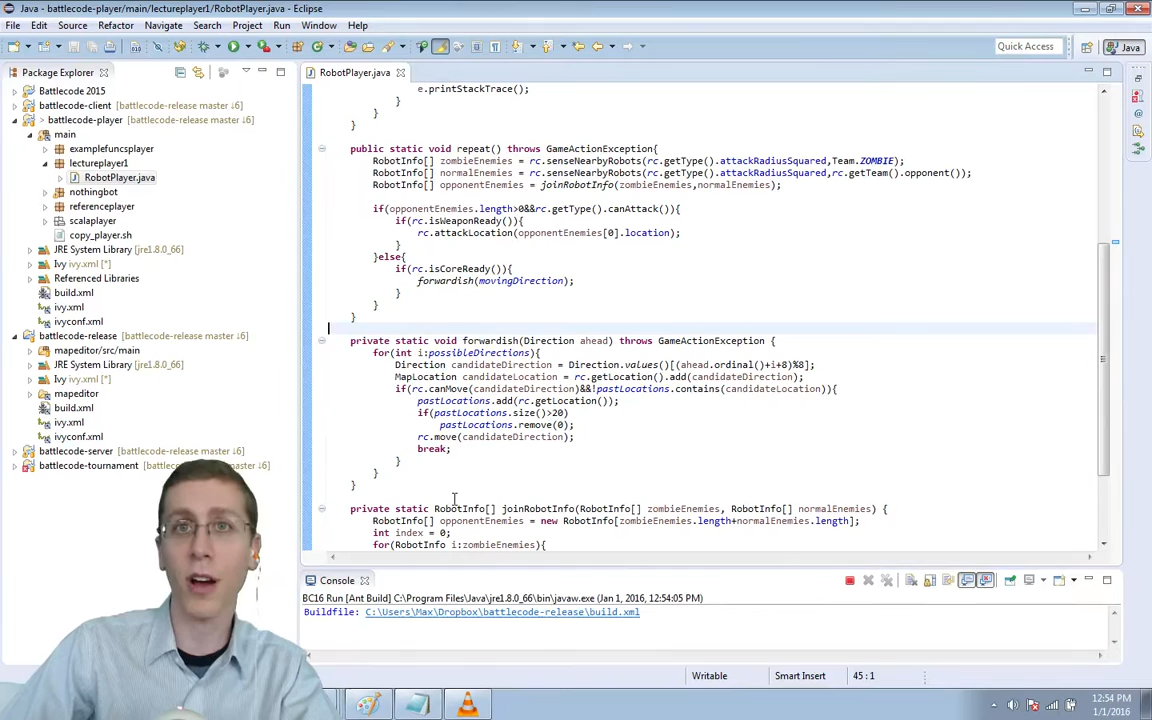 Java - battlecode-player/main/lectureplayer1/RobotPlayer.java - Eclipse
File Edit Source Refactor Navigate Search Project Run Window Help
Quick Access
Java
Package Explorer
RobotPlayer.java
Battlecode 2015
battlecode-client [battlecode-release master ↓6]
> battlecode-player [battlecode-release master ↓6]
main
examplefuncsplayer
lectureplayer1
RobotPlayer.java
nothingbot
referenceplayer
scalaplayer
copy_player.sh
JRE System Library [jre1.8.0_66]
Ivy ivy.xml [*]
Referenced Libraries
build.xml
ivy.xml
ivyconf.xml
battlecode-release [battlecode-release master ↓6]
mapeditor/src/main
JRE System Library [jre1.8.0_66]
Ivy ivy.xml [*]
mapeditor
build.xml
ivy.xml
ivyconf.xml
battlecode-server [battlecode-release master ↓6]
battlecode-tournament [battlecode-release master ↓6]
e.printStackTrace();
}
}
}
public static void repeat() throws GameActionException{
RobotInfo[] zombieEnemies = rc.senseNearbyRobots(rc.getType().attackRadiusSquared,Team.ZOMBIE);
RobotInfo[] normalEnemies = rc.senseNearbyRobots(rc.getType().attackRadiusSquared,rc.getTeam().opponent());
RobotInfo[] opponentEnemies = joinRobotInfo(zombieEnemies,normalEnemies);
if(opponentEnemies.length>0&&rc.getType().canAttack()){
if(rc.isWeaponReady()){
rc.attackLocation(opponentEnemies[0].location);
}
}else{
if(rc.isCoreReady()){
forwardish(movingDirection);
}
}
}
private static void forwardish(Direction ahead) throws GameActionException {
for(int i:possibleDirections){
Direction candidateDirection = Direction.values()[(ahead.ordinal()+i+8)%8];
MapLocation candidateLocation = rc.getLocation().add(candidateDirection);
if(rc.canMove(candidateDirection)&&!pastLocations.contains(candidateLocation)){
pastLocations.add(rc.getLocation());
if(pastLocations.size()>20)
pastLocations.remove(0);
rc.move(candidateDirection);
break;
}
}
}
private static RobotInfo[] joinRobotInfo(RobotInfo[] zombieEnemies, RobotInfo[] normalEnemies) {
RobotInfo[] opponentEnemies = new RobotInfo[zombieEnemies.length+normalEnemies.length];
int index = 0;
for(RobotInfo i:zombieEnemies){
Console
BC16 Run [Ant Build] C:\Program Files\Java\jre1.8.0_66\bin\javaw.exe (Jan 1, 2016, 12:54:05 PM)
Buildfile: C:\Users\Max\Dropbox\battlecode-release\build.xml
Writable Smart Insert 45 : 1
12:54 PM
1/1/2016